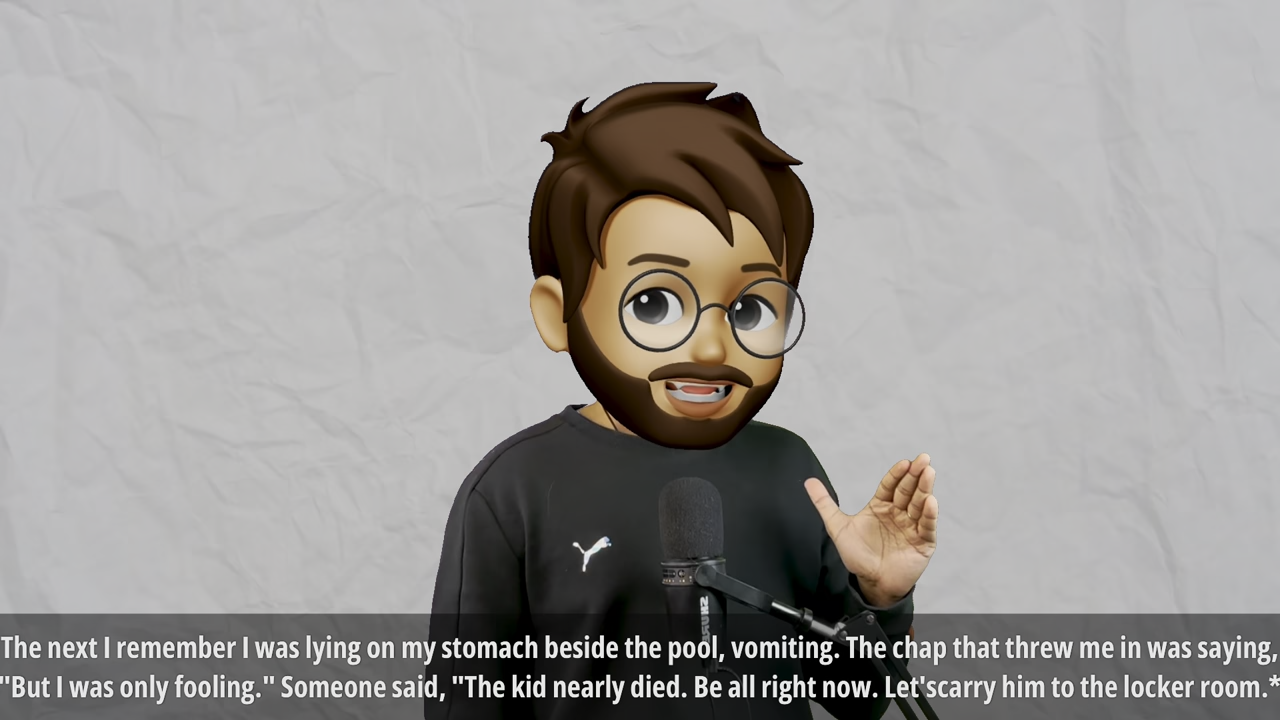 The next I remember I was lying on my stomach beside the pool, vomiting. The chap that threw me in was saying,
"But I was only fooling." Someone said, "The kid nearly died. Be all right now. Let'scarry him to the locker room.*